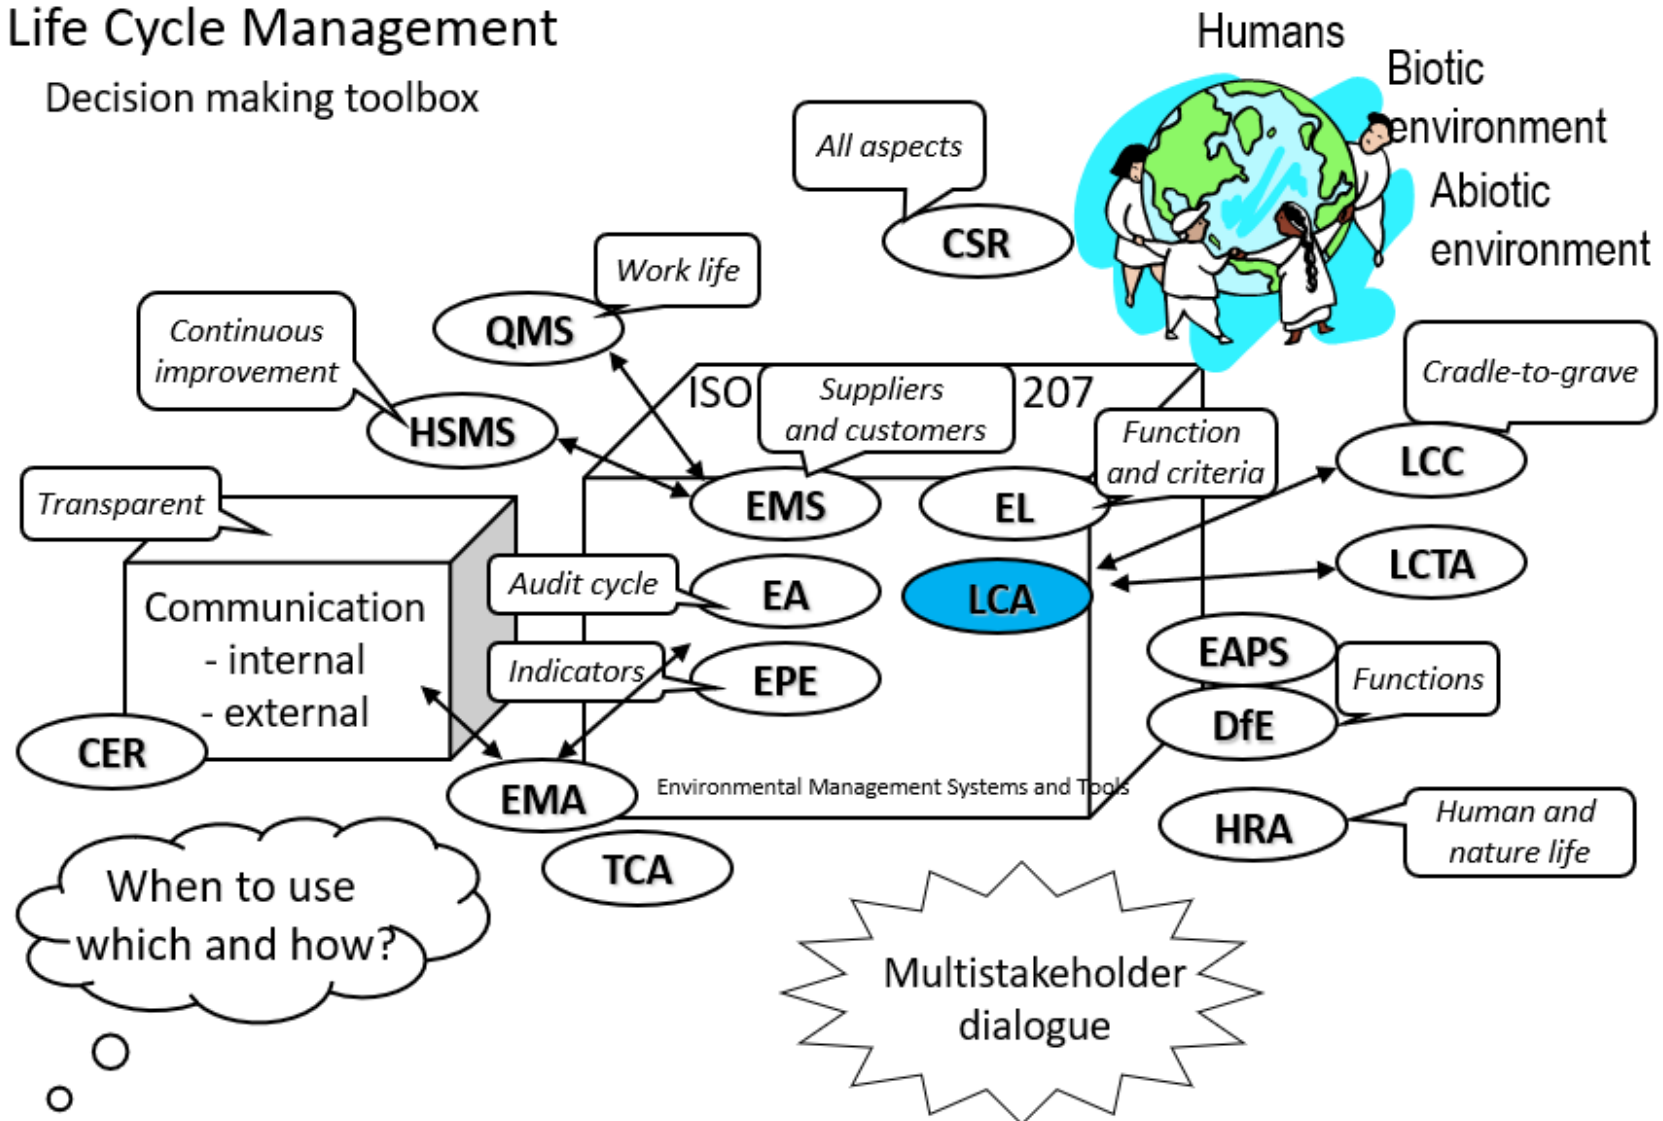 Life Cycle Management
Decision making toolbox
Humans
Biotic
environment
Abiotic
environment
All aspects
CSR
Work life
QMS
Continuous
improvement
HSMS
ISO
207
Suppliers
and customers
Function
and criteria
Cradle-to-grave
LCC
Transparent
EMS
EL
LCTA
Communication
- internal
- external
Audit cycle
EA
LCA
Indicators
EPE
EAPS
Functions
DfE
CER
EMA
Environmental Management Systems and Tools
HRA
Human and
nature life
TCA
When to use
which and how?
Multistakeholder
dialogue